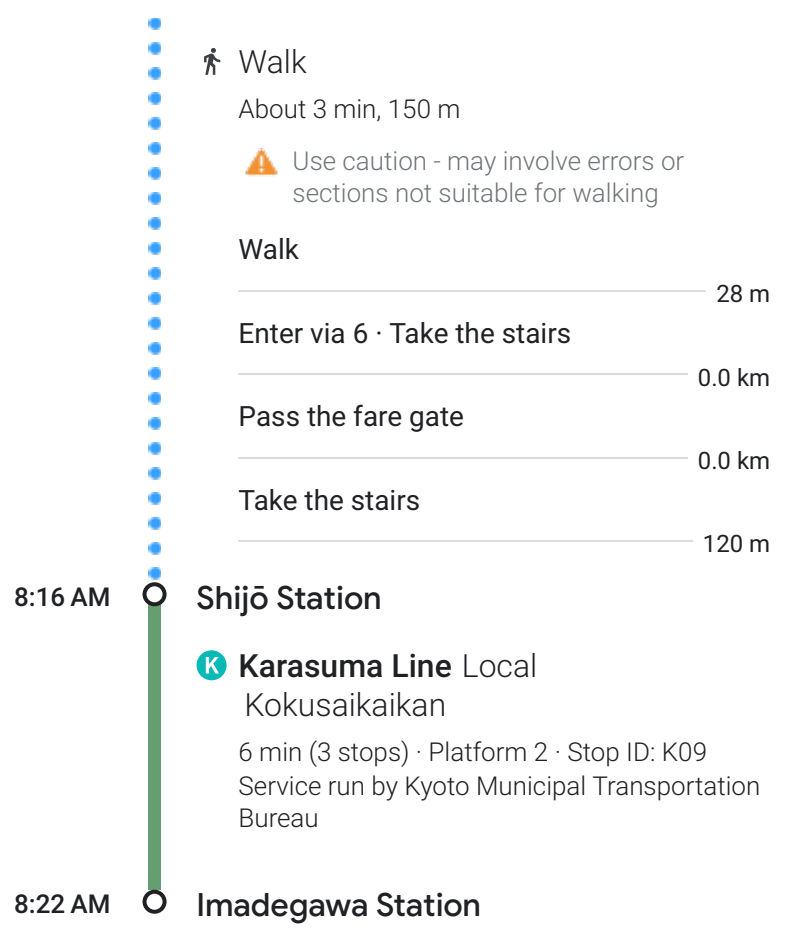 Walk
About 3 min, 150 m
Use caution - may involve errors or
sections not suitable for walking
Walk
28 m
Enter via 6 · Take the stairs
0.0 km
Pass the fare gate
0.0 km
Take the stairs
120 m
8:16 AM Shijō Station
K Karasuma Line Local
Kokusaikaikan
6 min (3 stops) · Platform 2 · Stop ID: K09
Service run by Kyoto Municipal Transportation
Bureau
8:22 AM Imadegawa Station